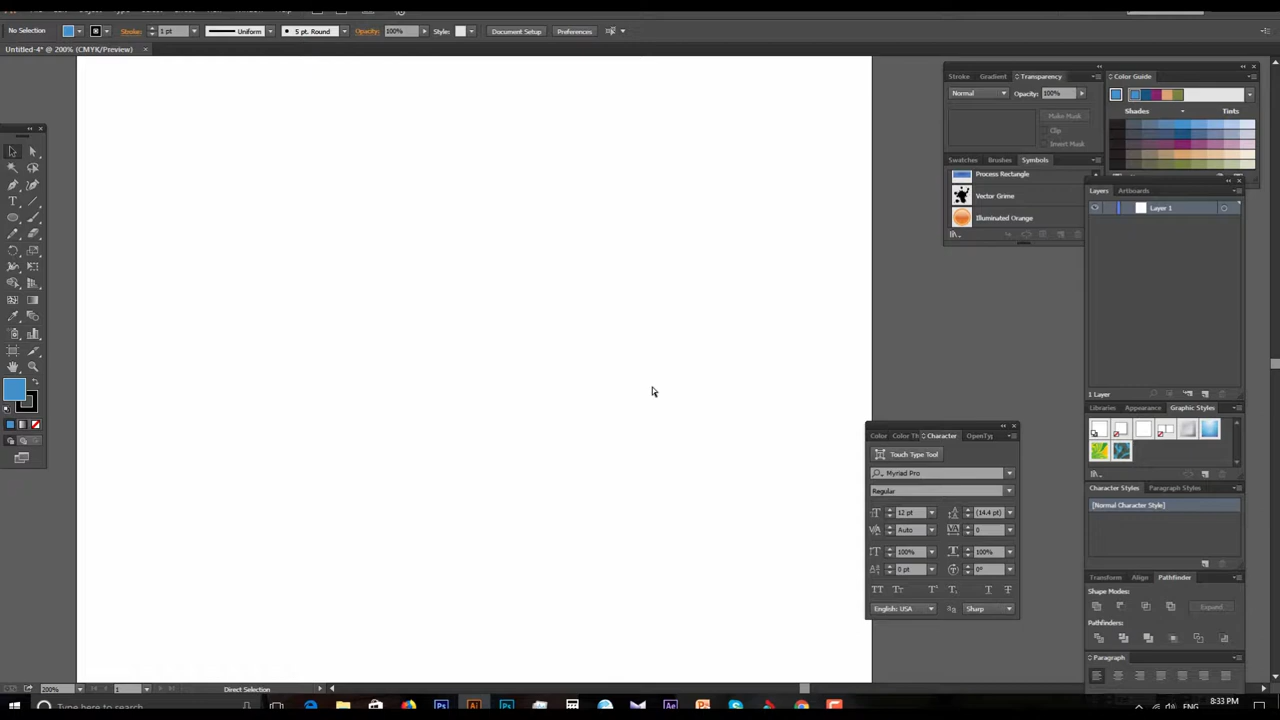 No Selection
Stroke:
1 pt
Uniform
5 pt. Round
Opacity:
100%
Style:
Document Setup
Preferences
Untitled-4* @ 200% (CMYK/Preview)
Stroke
Gradient
Transparency
Normal
Opacity:
100%
Make Mask
Clip
Invert Mask
Color Guide
Shades
Tints
Swatches
Brushes
Symbols
Process Rectangle
Vector Grime
Illuminated Orange
Layers
Artboards
Layer 1
1 Layer
Libraries
Appearance
Graphic Styles
Character Styles
Paragraph Styles
[Normal Character Style]
Transform
Align
Pathfinder
Shape Modes:
Expand
Pathfinders:
Paragraph
Color
Color Th
Character
OpenTyp
Touch Type Tool
Myriad Pro
Regular
12 pt
(14.4 pt)
Auto
0
100%
100%
0 pt
0°
English: USA
Sharp
200%
1
Direct Selection
Type here to search
ENG
8:33 PM